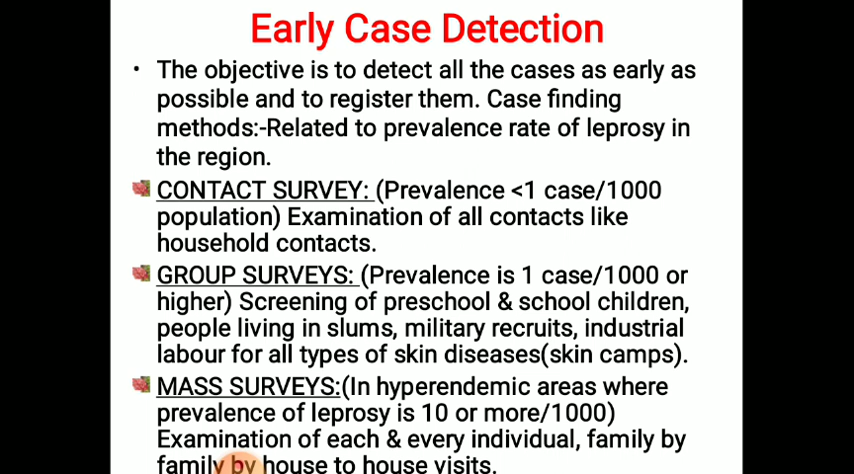 Early Case Detection
• The objective is to detect all the cases as early as
possible and to register them. Case finding
methods:-Related to prevalence rate of leprosy in
the region.
CONTACT SURVEY: (Prevalence <1 case/1000
population) Examination of all contacts like
household contacts.
GROUP SURVEYS: (Prevalence is 1 case/1000 or
higher) Screening of preschool & school children,
people living in slums, military recruits, industrial
labour for all types of skin diseases(skin camps).
MASS SURVEYS:(In hyperendemic areas where
prevalence of leprosy is 10 or more/1000)
Examination of each & every individual, family by
family by house to house visits.